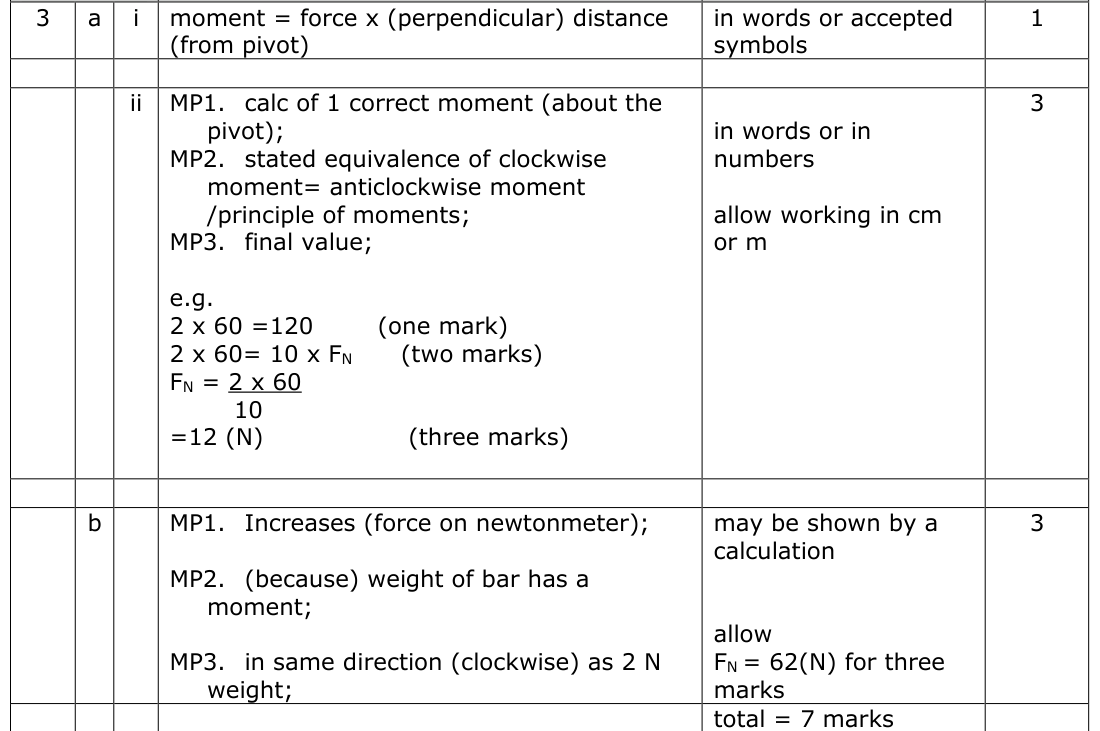 3 a i moment = force x (perpendicular) distance in words or accepted 1
(from pivot) symbols
ii MP1. calc of 1 correct moment (about the 3
pivot); in words or in
MP2. stated equivalence of clockwise numbers
moment= anticlockwise moment
/principle of moments; allow working in cm
MP3. final value; or m
e.g.
2 x 60 =120 (one mark)
2 x 60= 10 x FN (two marks)
FN = 2 x 60
10
=12 (N) (three marks)
b MP1. Increases (force on newtonmeter); may be shown by a 3
calculation
MP2. (because) weight of bar has a
moment;
allow
MP3. in same direction (clockwise) as 2 N FN = 62(N) for three
weight; marks
total = 7 marks